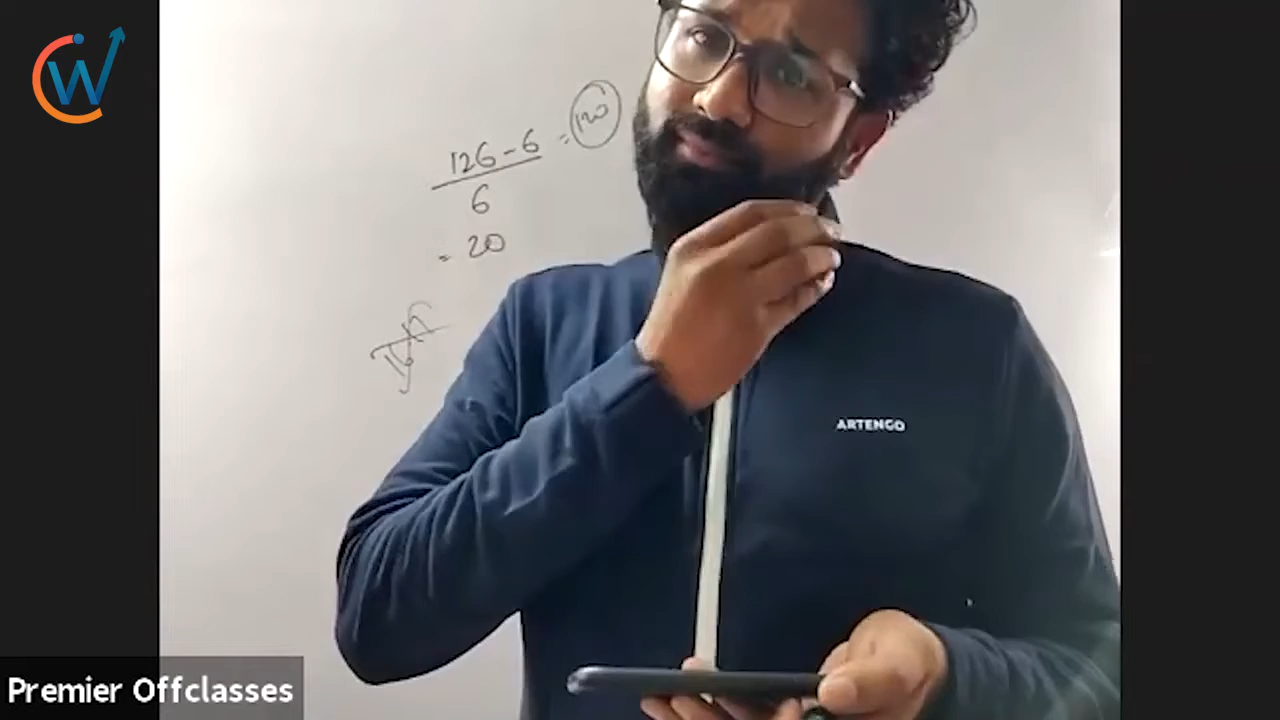 126 - 6 = 120
6
= 20
ARTENGO
Premier Offclasses